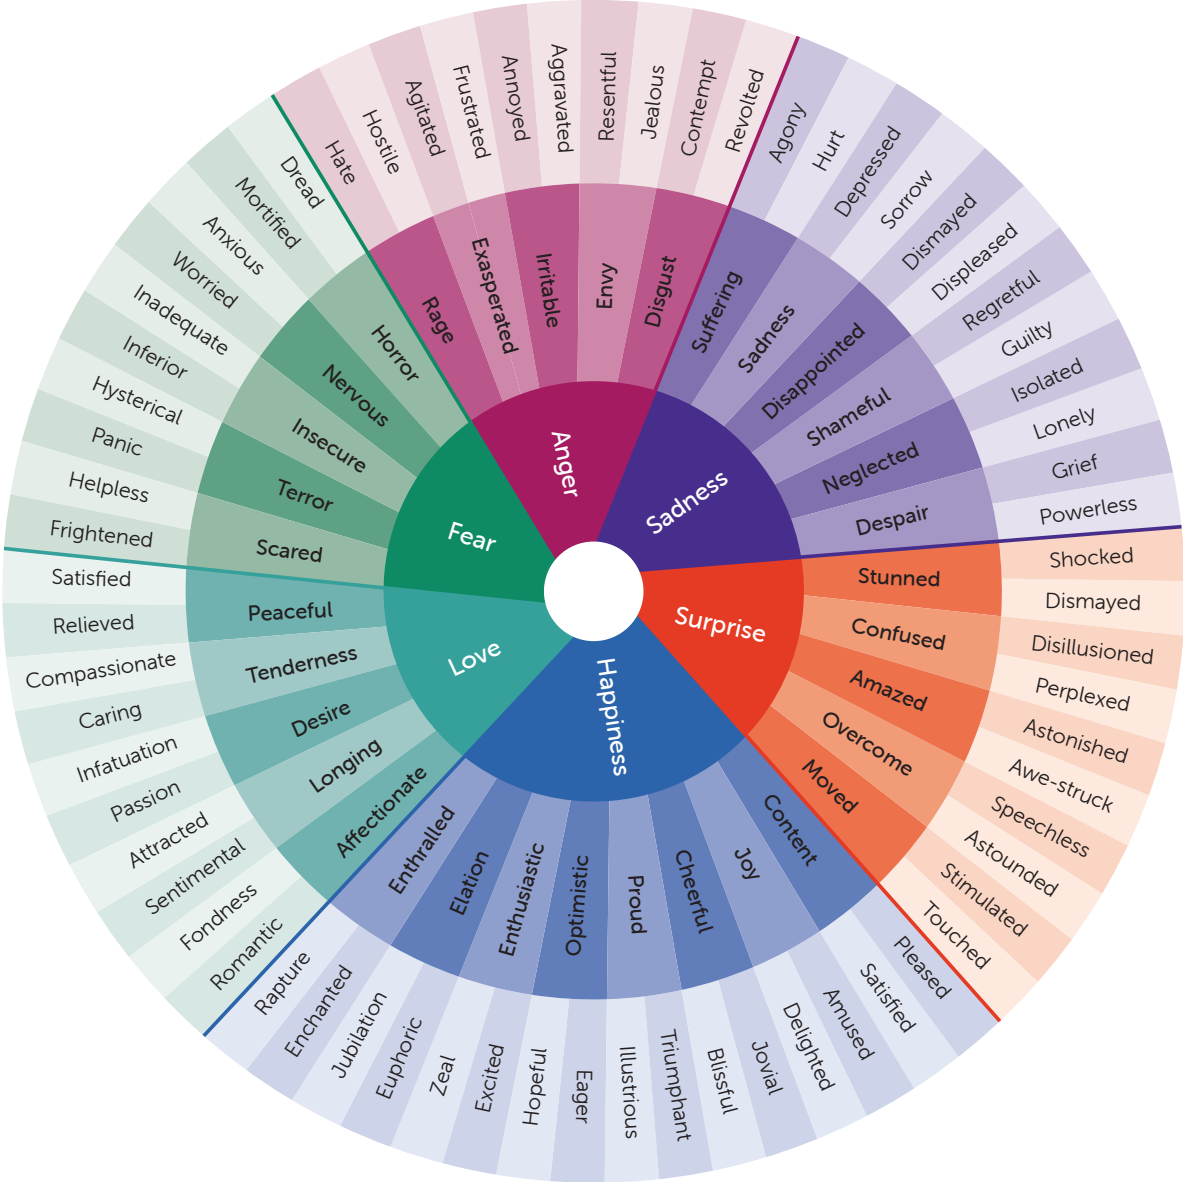 Anger
Sadness
Surprise
Happiness
Love
Fear
Rage
Exasperated
Irritable
Envy
Disgust
Suffering
Sadness
Disappointed
Shameful
Neglected
Despair
Stunned
Confused
Amazed
Overcome
Moved
Content
Joy
Cheerful
Proud
Optimistic
Enthusiastic
Elation
Enthralled
Affectionate
Longing
Desire
Tenderness
Peaceful
Scared
Terror
Insecure
Nervous
Horror
Hate
Hostile
Agitated
Frustrated
Annoyed
Aggravated
Resentful
Jealous
Contempt
Revolted
Agony
Hurt
Depressed
Sorrow
Dismayed
Displeased
Regretful
Guilty
Isolated
Lonely
Grief
Powerless
Shocked
Dismayed
Disillusioned
Perplexed
Astonished
Awe-struck
Speechless
Astounded
Stimulated
Touched
Pleased
Satisfied
Amused
Delighted
Jovial
Blissful
Triumphant
Illustrious
Eager
Hopeful
Excited
Zeal
Euphoric
Jubilation
Enchanted
Rapture
Romantic
Fondness
Sentimental
Attracted
Passion
Infatuation
Caring
Compassionate
Relieved
Satisfied
Frightened
Helpless
Panic
Hysterical
Inferior
Inadequate
Worried
Anxious
Mortified
Dread